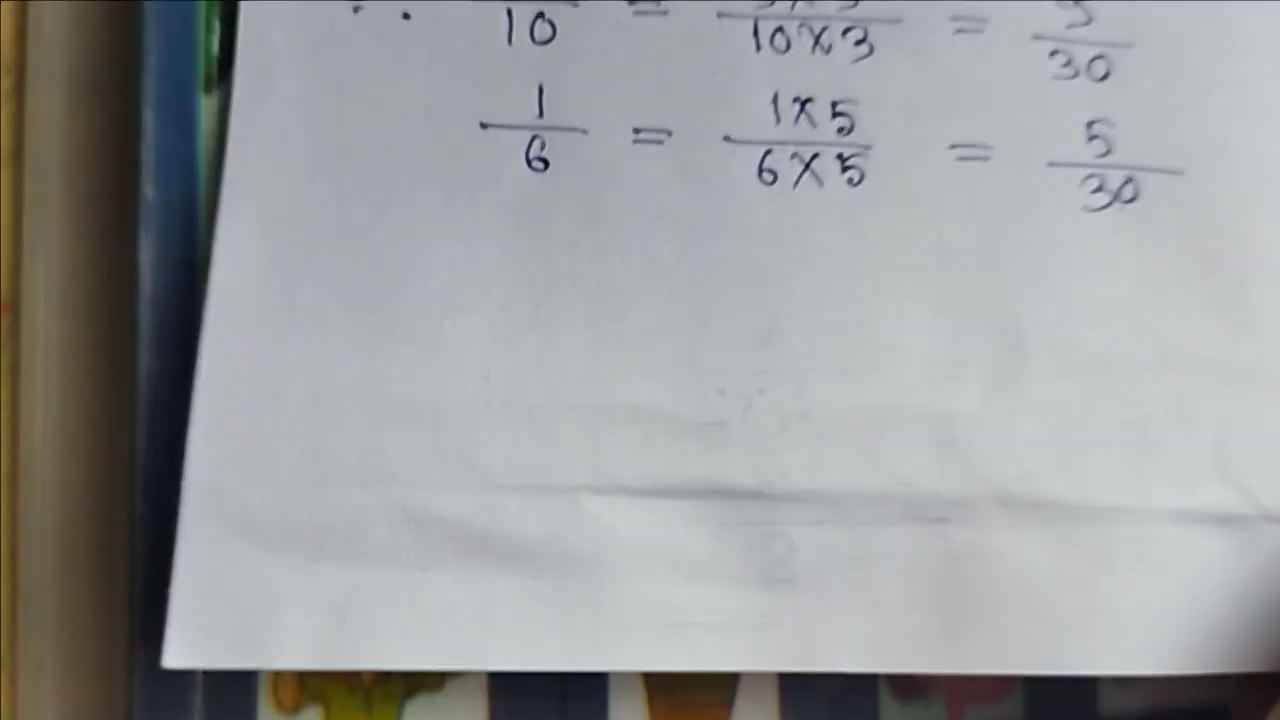 ∴ /10 = /10×3 = /30
1/6 = 1×5/6×5 = 5/30